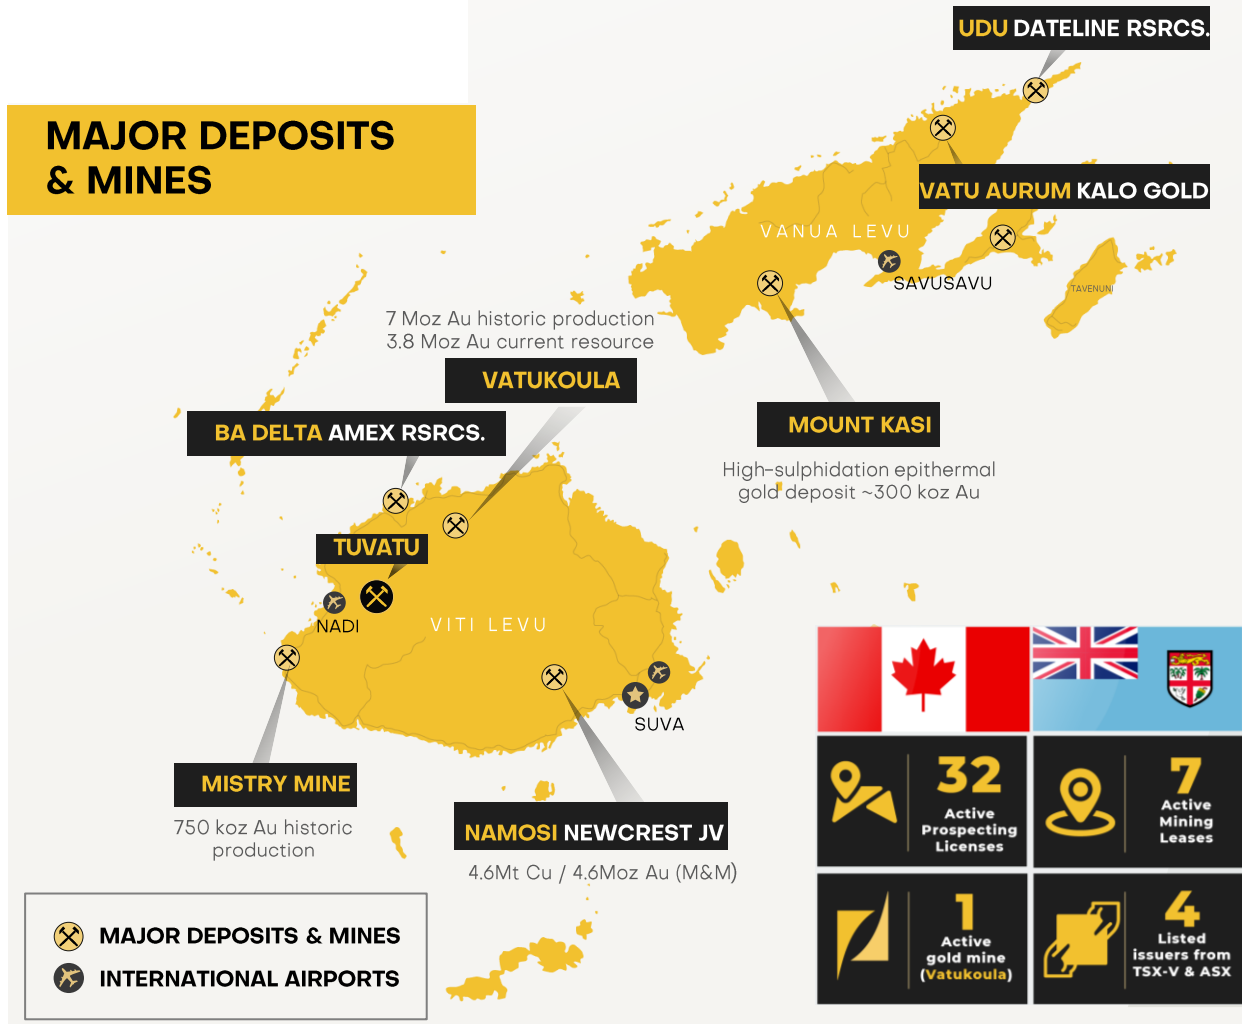 UDU DATELINE RSRCS.
MAJOR DEPOSITS
& MINES
VATU AURUM KALO GOLD
VANUA LEVU
SAVUSAVU
TAVENUNI
7 Moz Au historic production
3.8 Moz Au current resource
VATUKOULA
BA DELTA AMEX RSRCS.
MOUNT KASI
High-sulphidation epithermal
gold deposit ~300 koz Au
TUVATU
NADI
VITI LEVU
SUVA
MISTRY MINE
750 koz Au historic
production
NAMOSI NEWCREST JV
4.6Mt Cu / 4.6Moz Au (M&M)
MAJOR DEPOSITS & MINES
INTERNATIONAL AIRPORTS
32
Active
Prospecting
Licenses
7
Active
Mining
Leases
1
Active
gold mine
(Vatukoula)
4
Listed
issuers from
TSX-V & ASX